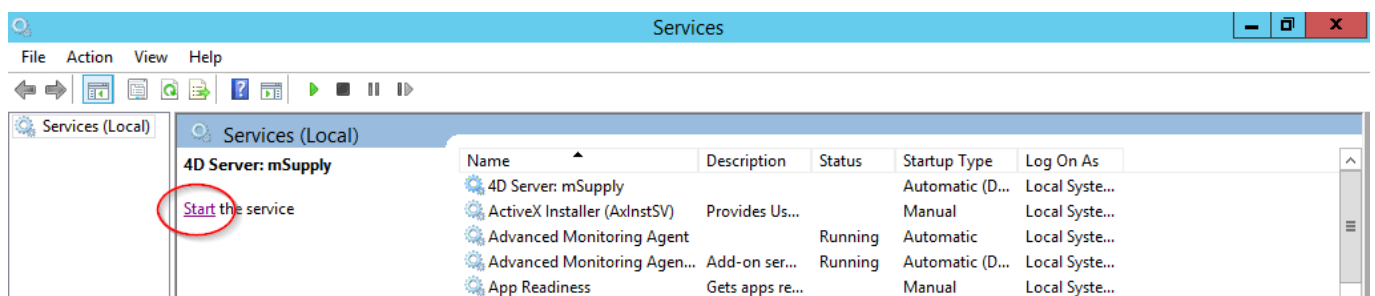 Services
File Action View Help
Services (Local)
Services (Local)
4D Server: mSupply
Start the service
Name Description Status Startup Type Log On As
4D Server: mSupply Automatic (D... Local Syste...
ActiveX Installer (AxInstSV) Provides Us... Manual Local Syste...
Advanced Monitoring Agent Running Automatic Local Syste...
Advanced Monitoring Agen... Add-on ser... Running Automatic (D... Local Syste...
App Readiness Gets apps re... Manual Local Syste...